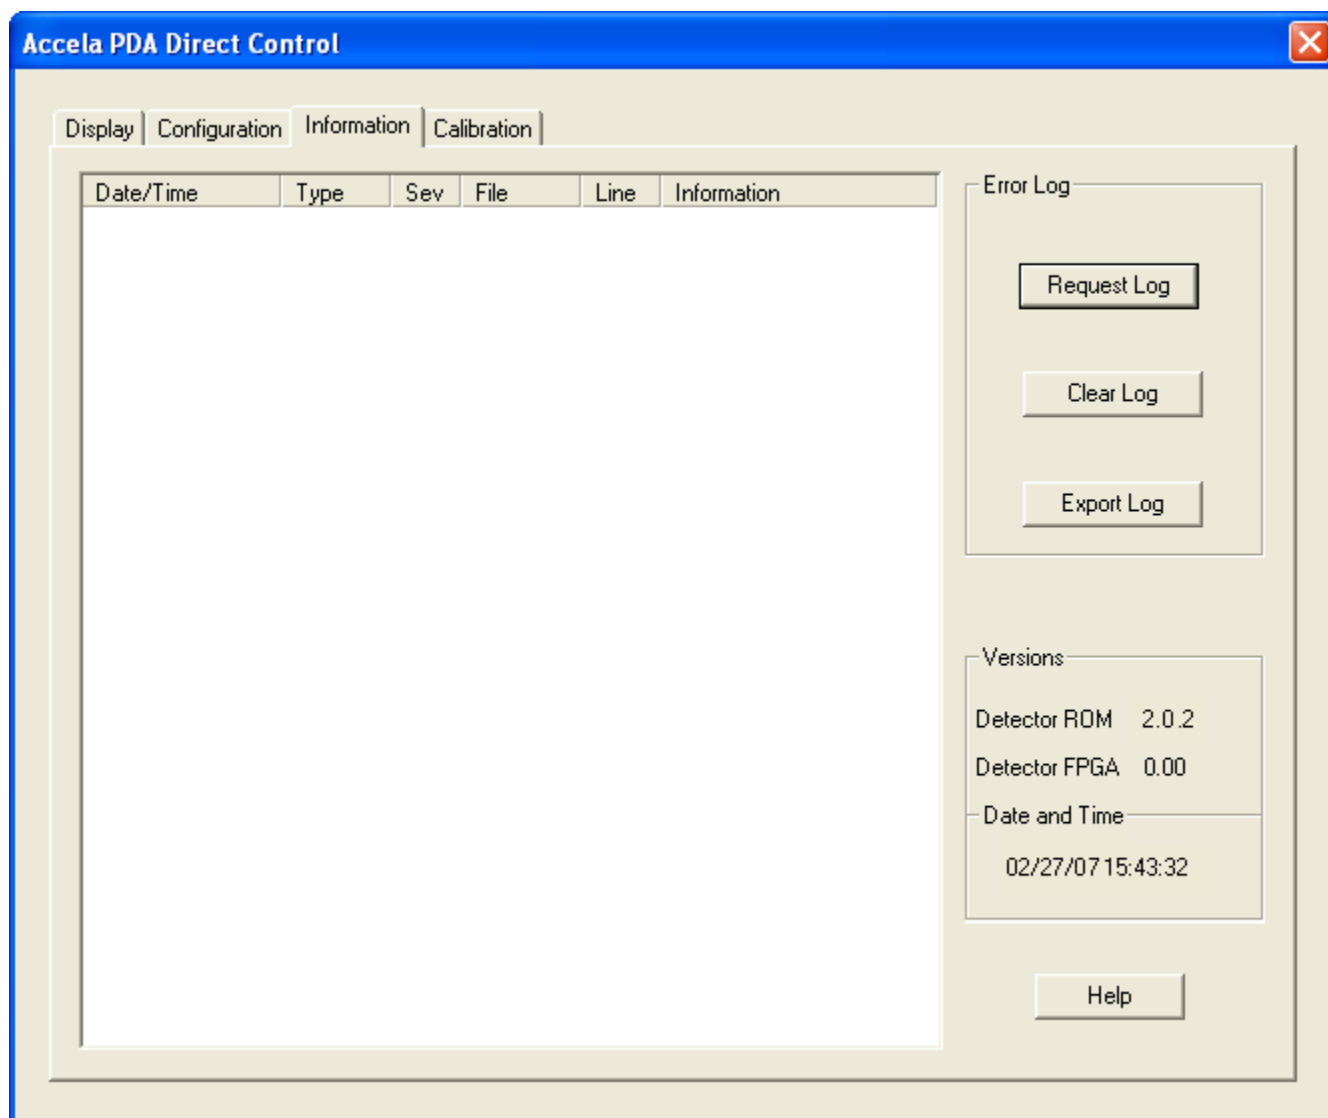 Accela PDA Direct Control
Display Configuration Information Calibration
Date/Time Type Sev File Line Information
Error Log
Request Log
Clear Log
Export Log
Versions
Detector ROM 2.0.2
Detector FPGA 0.00
Date and Time
02/27/07 15:43:32
Help